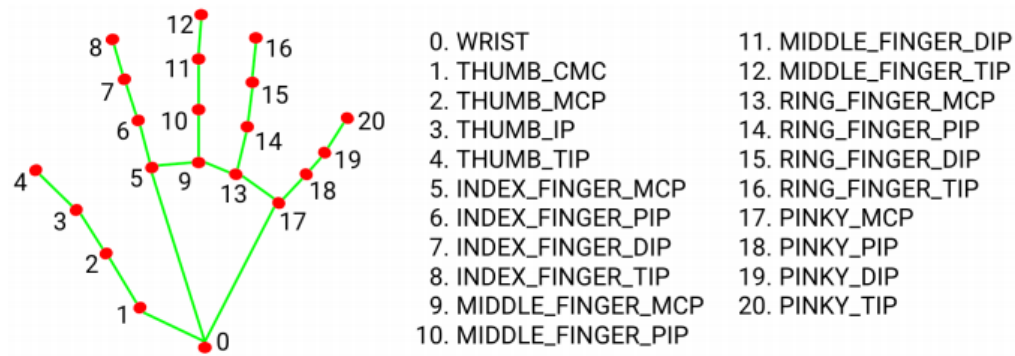 12
8
16
11
7
15
10
6
20
14
19
4
5
9
18
13
3
17
2
1
0
0. WRIST
1. THUMB_CMC
2. THUMB_MCP
3. THUMB_IP
4. THUMB_TIP
5. INDEX_FINGER_MCP
6. INDEX_FINGER_PIP
7. INDEX_FINGER_DIP
8. INDEX_FINGER_TIP
9. MIDDLE_FINGER_MCP
10. MIDDLE_FINGER_PIP
11. MIDDLE_FINGER_DIP
12. MIDDLE_FINGER_TIP
13. RING_FINGER_MCP
14. RING_FINGER_PIP
15. RING_FINGER_DIP
16. RING_FINGER_TIP
17. PINKY_MCP
18. PINKY_PIP
19. PINKY_DIP
20. PINKY_TIP